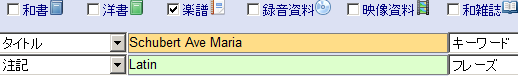 和書 洋書 楽譜 録音資料 映像資料 和雑誌
タイトル Schubert Ave Maria キーワード
注記 Latin フレーズ